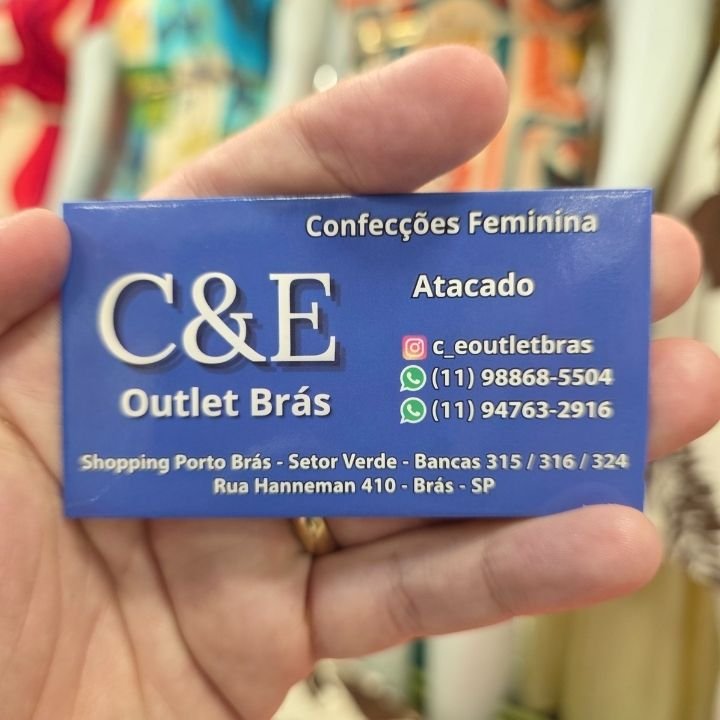 Confecções Feminina
Atacado
C&E
Outlet Brás
c_eoutletbras
(11) 98868-5504
(11) 94763-2916
Shopping Porto Brás - Setor Verde - Bancas 315 / 316 / 324
Rua Hanneman 410 - Brás - SP